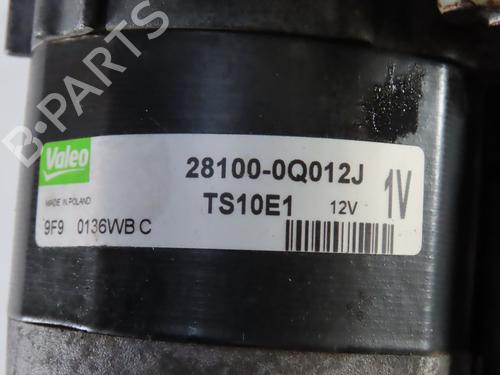 B-PARTS
Valeo
28100-0Q012J
MADE IN POLAND
TS10E1 12V 1V
9F9 0136WB C